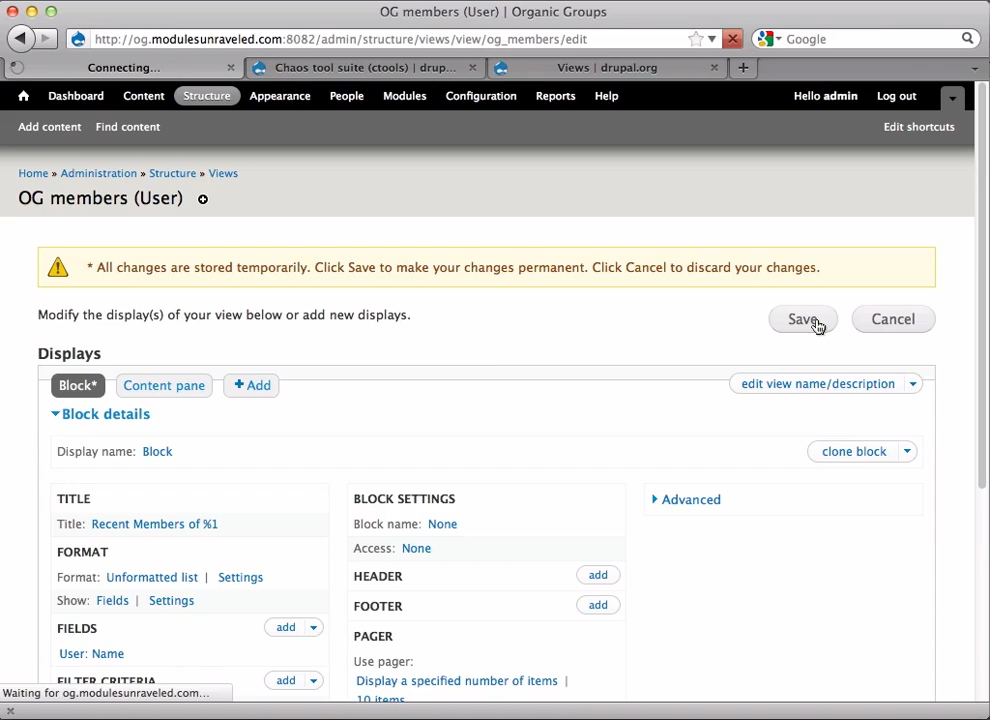 OG members (User) | Organic Groups
http://og.modulesunraveled.com:8082/admin/structure/views/view/og_members/edit
Google
Connecting...
Chaos tool suite (ctools) | drup...
Views | drupal.org
Dashboard Content Structure Appearance People Modules Configuration Reports Help Hello admin Log out
Add content Find content Edit shortcuts
Home » Administration » Structure » Views
OG members (User)
* All changes are stored temporarily. Click Save to make your changes permanent. Click Cancel to discard your changes.
Modify the display(s) of your view below or add new displays.
Save Cancel
Displays
Block* Content pane + Add edit view name/description
Block details
Display name: Block clone block
TITLE
Title: Recent Members of %1
FORMAT
Format: Unformatted list | Settings
Show: Fields | Settings
FIELDS add
User: Name
FILTER CRITERIA add
BLOCK SETTINGS
Block name: None
Access: None
HEADER add
FOOTER add
PAGER
Use pager:
Display a specified number of items |
10 items
Advanced
Waiting for og.modulesunraveled.com...